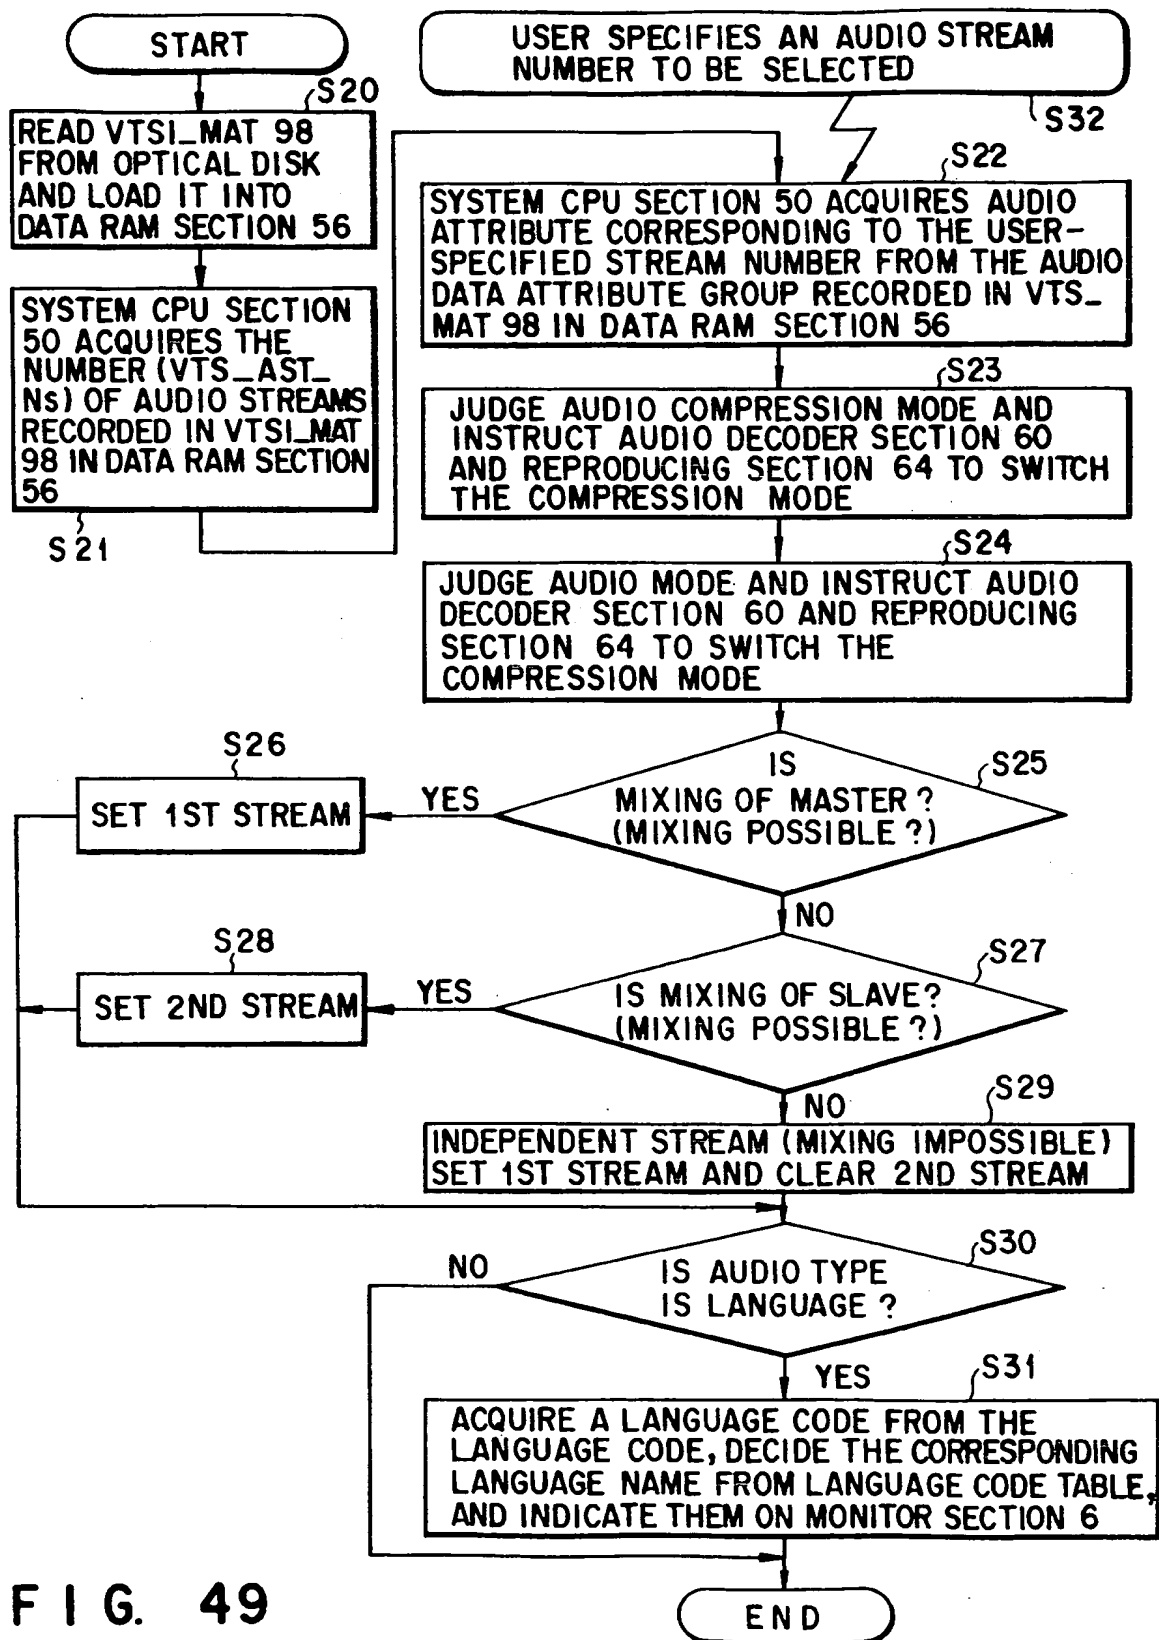 START
S20
READ VTSI_MAT 98
FROM OPTICAL DISK
AND LOAD IT INTO
DATA RAM SECTION 56
SYSTEM CPU SECTION
50 ACQUIRES THE
NUMBER (VTS_AST_
Ns) OF AUDIO STREAMS
RECORDED IN VTSI_MAT
98 IN DATA RAM SECTION
56
S21
USER SPECIFIES AN AUDIO STREAM
NUMBER TO BE SELECTED
S32
S22
SYSTEM CPU SECTION 50 ACQUIRES AUDIO
ATTRIBUTE CORRESPONDING TO THE USER-
SPECIFIED STREAM NUMBER FROM THE AUDIO
DATA ATTRIBUTE GROUP RECORDED IN VTS_
MAT 98 IN DATA RAM SECTION 56
S23
JUDGE AUDIO COMPRESSION MODE AND
INSTRUCT AUDIO DECODER SECTION 60
AND REPRODUCING SECTION 64 TO SWITCH
THE COMPRESSION MODE
S24
JUDGE AUDIO MODE AND INSTRUCT AUDIO
DECODER SECTION 60 AND REPRODUCING
SECTION 64 TO SWITCH THE
COMPRESSION MODE
S25
IS
MIXING OF MASTER ?
(MIXING POSSIBLE ?)
YES
S26
SET 1ST STREAM
NO
S27
IS MIXING OF SLAVE?
(MIXING POSSIBLE ?)
YES
S28
SET 2ND STREAM
NO
S29
INDEPENDENT STREAM (MIXING IMPOSSIBLE)
SET 1ST STREAM AND CLEAR 2ND STREAM
S30
IS AUDIO TYPE
IS LANGUAGE ?
NO
YES
S31
ACQUIRE A LANGUAGE CODE FROM THE
LANGUAGE CODE, DECIDE THE CORRESPONDING
LANGUAGE NAME FROM LANGUAGE CODE TABLE,
AND INDICATE THEM ON MONITOR SECTION 6
END
FIG. 49